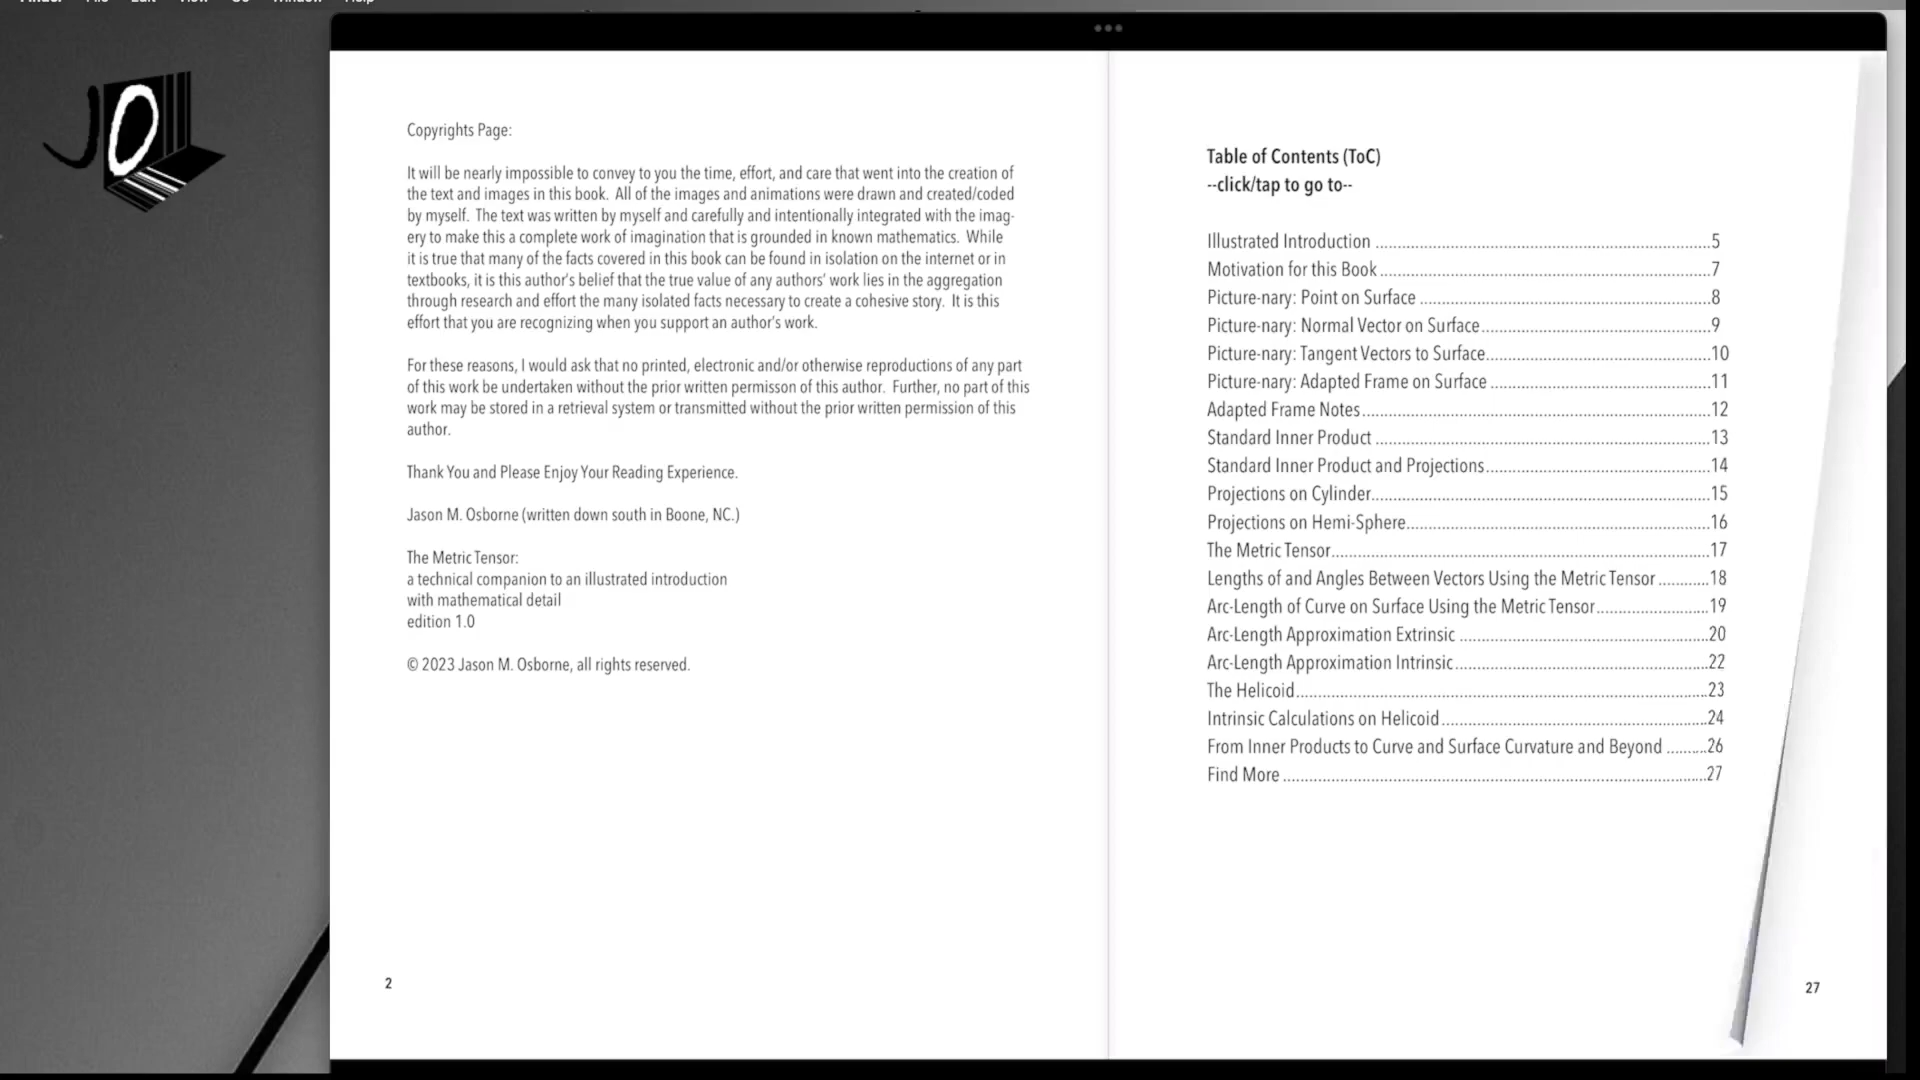 JO
Copyrights Page:
It will be nearly impossible to convey to you the time, effort, and care that went into the creation of
the text and images in this book. All of the images and animations were drawn and created/coded
by myself. The text was written by myself and carefully and intentionally integrated with the imag-
ery to make this a complete work of imagination that is grounded in known mathematics. While
it is true that many of the facts covered in this book can be found in isolation on the internet or in
textbooks, it is this author's belief that the true value of any authors' work lies in the aggregation
through research and effort the many isolated facts necessary to create a cohesive story. It is this
effort that you are recognizing when you support an author's work.
For these reasons, I would ask that no printed, electronic and/or otherwise reproductions of any part
of this work be undertaken without the prior written permisson of this author. Further, no part of this
work may be stored in a retrieval system or transmitted without the prior written permission of this
author.
Thank You and Please Enjoy Your Reading Experience.
Jason M. Osborne (written down south in Boone, NC.)
The Metric Tensor:
a technical companion to an illustrated introduction
with mathematical detail
edition 1.0
© 2023 Jason M. Osborne, all rights reserved.
2
Table of Contents (ToC)
--click/tap to go to--
Illustrated Introduction ........ 5
Motivation for this Book ........ 7
Picture-nary: Point on Surface ........ 8
Picture-nary: Normal Vector on Surface ........ 9
Picture-nary: Tangent Vectors to Surface ........ 10
Picture-nary: Adapted Frame on Surface ........ 11
Adapted Frame Notes ........ 12
Standard Inner Product ........ 13
Standard Inner Product and Projections ........ 14
Projections on Cylinder ........ 15
Projections on Hemi-Sphere ........ 16
The Metric Tensor ........ 17
Lengths of and Angles Between Vectors Using the Metric Tensor ........ 18
Arc-Length of Curve on Surface Using the Metric Tensor ........ 19
Arc-Length Approximation Extrinsic ........ 20
Arc-Length Approximation Intrinsic ........ 22
The Helicoid ........ 23
Intrinsic Calculations on Helicoid ........ 24
From Inner Products to Curve and Surface Curvature and Beyond ........ 26
Find More ........ 27
27